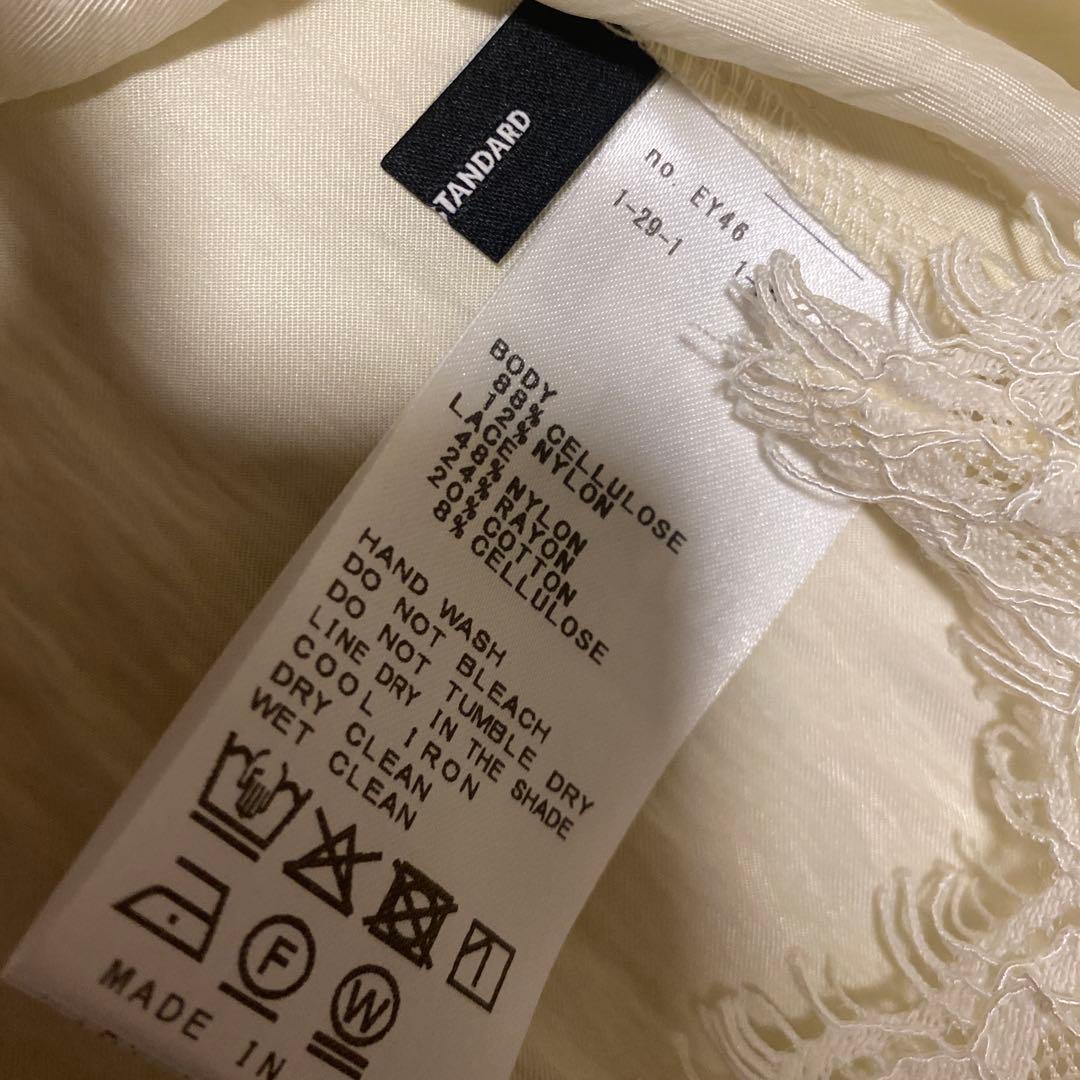 STANDARD
no. EY46
1-29-1
BODY
88% CELLULOSE
12% NYLON
LACE
48% NYLON
24% RAYON
20% COTTON
8% CELLULOSE
HAND WASH
DO NOT BLEACH
DO NOT TUMBLE DRY
LINE DRY IN THE SHADE
COOL IRON
DRY CLEAN
WET CLEAN
F
W
MADE IN